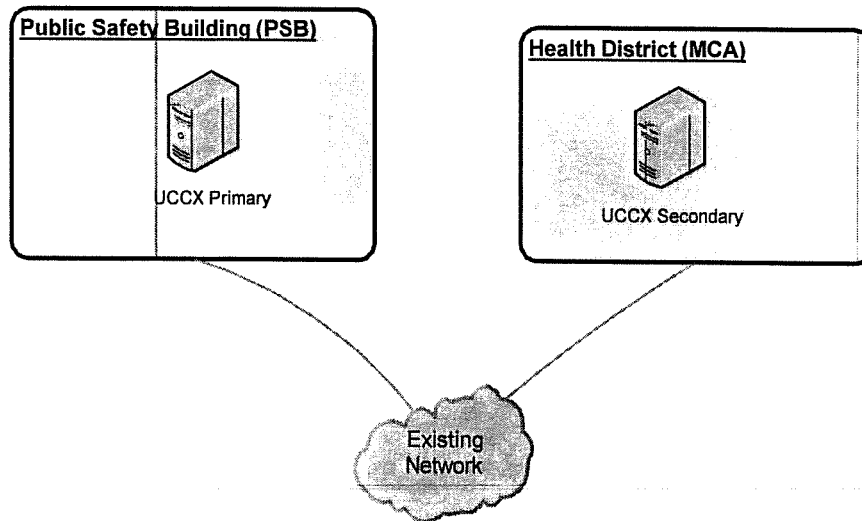 Public Safety Building (PSB)
UCCX Primary
Health District (MCA)
UCCX Secondary
Existing
Network